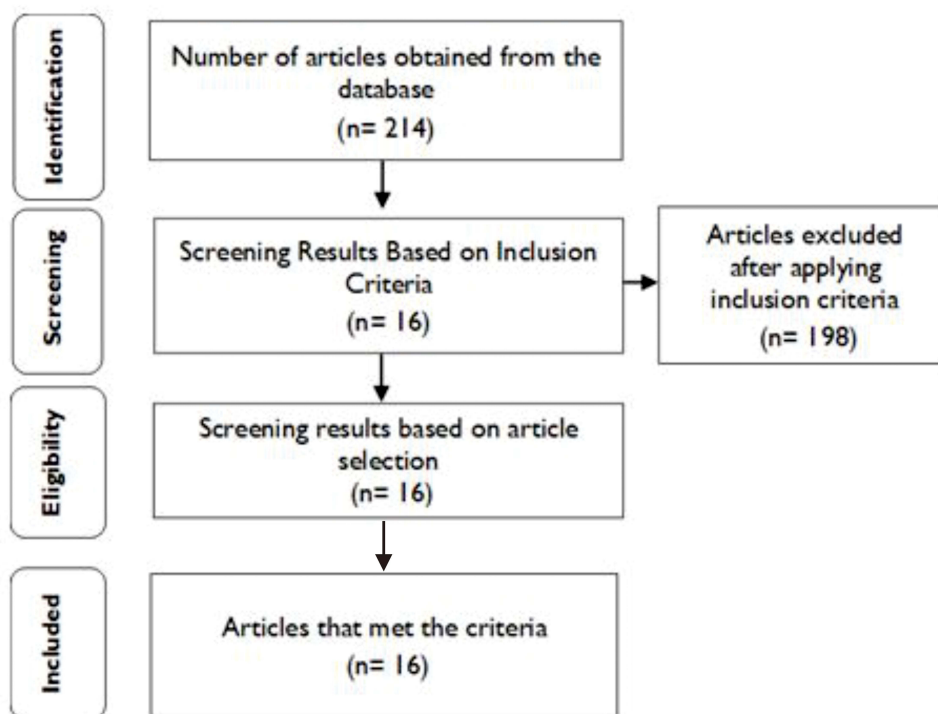 Identification
Number of articles obtained from the
database
(n= 214)
Screening
Screening Results Based on Inclusion
Criteria
(n= 16)
Articles excluded
after applying
inclusion criteria
(n= 198)
Eligibility
Screening results based on article
selection
(n= 16)
Included
Articles that met the criteria
(n= 16)